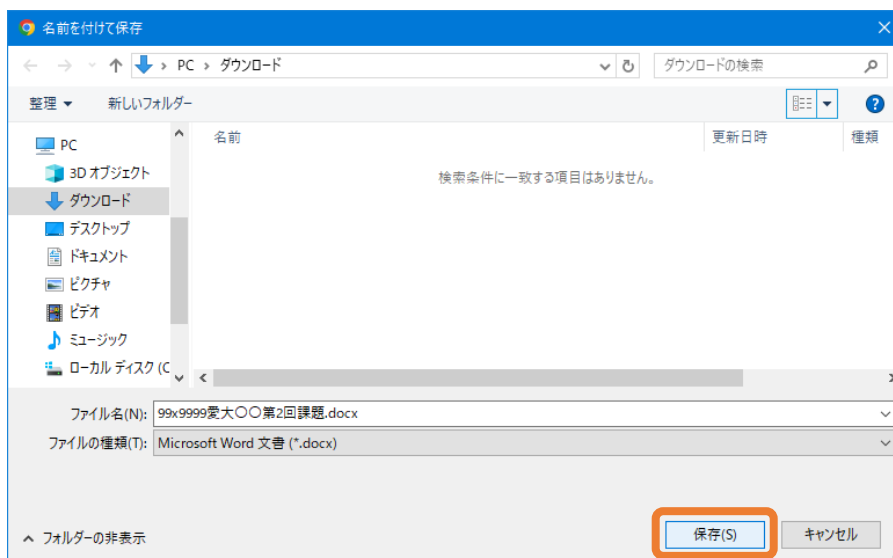 名前を付けて保存
PC › ダウンロード
ダウンロードの検索
整理
新しいフォルダー
PC
名前
更新日時
種類
3D オブジェクト
検索条件に一致する項目はありません。
ダウンロード
デスクトップ
ドキュメント
ピクチャ
ビデオ
ミュージック
ローカル ディスク (C
ファイル名(N): 99x9999愛大〇〇第2回課題.docx
ファイルの種類(T): Microsoft Word 文書 (*.docx)
フォルダーの非表示
保存(S)
キャンセル